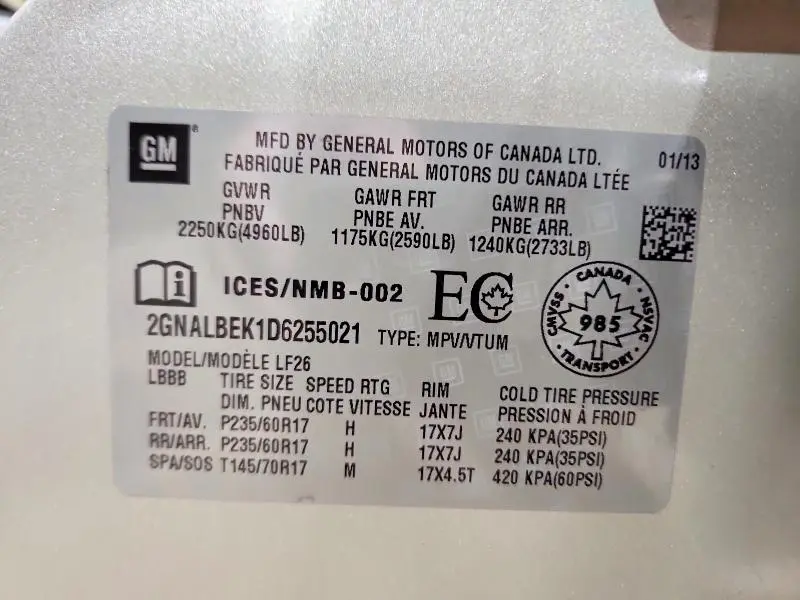 GM®
MFD BY GENERAL MOTORS OF CANADA LTD. 01/13
FABRIQUÉ PAR GENERAL MOTORS DU CANADA LTÉE
GVWR GAWR FRT GAWR RR
PNBV PNBE AV. PNBE ARR.
2250KG(4960LB) 1175KG(2590LB) 1240KG(2733LB)
i ICES/NMB-002 EC
CANADA
CMVSS • NSVAC
985
TRANSPORT
2GNALBEK1D6255021 TYPE: MPV/VTUM
MODEL/MODÈLE LF26
LBBB TIRE SIZE SPEED RTG RIM COLD TIRE PRESSURE
DIM. PNEU COTE VITESSE JANTE PRESSION À FROID
FRT/AV. P235/60R17 H 17X7J 240 KPA(35PSI)
RR/ARR. P235/60R17 H 17X7J 240 KPA(35PSI)
SPA/SOS T145/70R17 M 17X4.5T 420 KPA(60PSI)